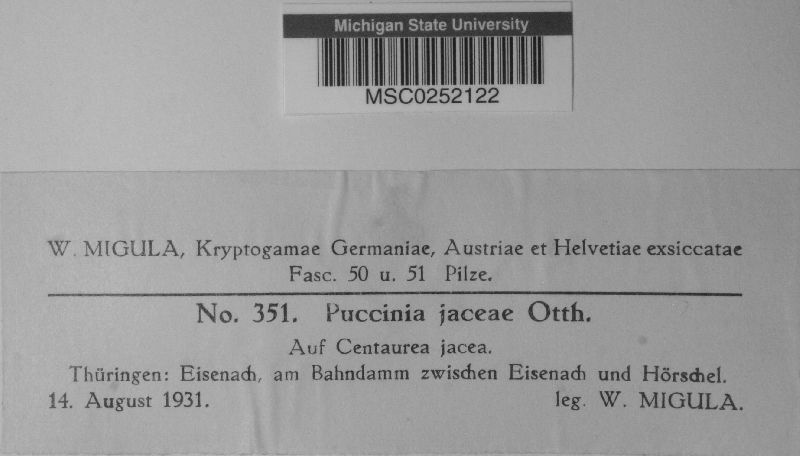 Michigan State University
MSC0252122
W. MIGULA, Kryptogamae Germaniae, Austriae et Helvetiae exsiccatae
Fasc. 50 u. 51 Pilze.
No. 351. Puccinia jaceae Otth.
Auf Centaurea jacea.
Thüringen: Eisenach, am Bahndamm zwischen Eisenach und Hörschel.
14. August 1931. leg. W. MIGULA.